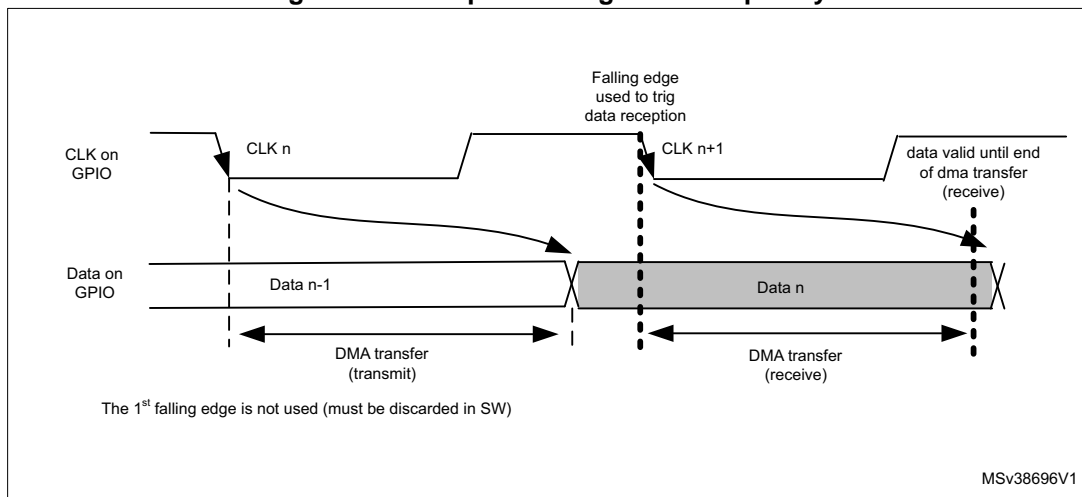 Falling edge
used to trig
data reception
CLK on
GPIO
CLK n
CLK n+1
data valid until end
of dma transfer
(receive)
Data on
GPIO
Data n-1
Data n
DMA transfer
(transmit)
DMA transfer
(receive)
The 1st falling edge is not used (must be discarded in SW)
MSv38696V1